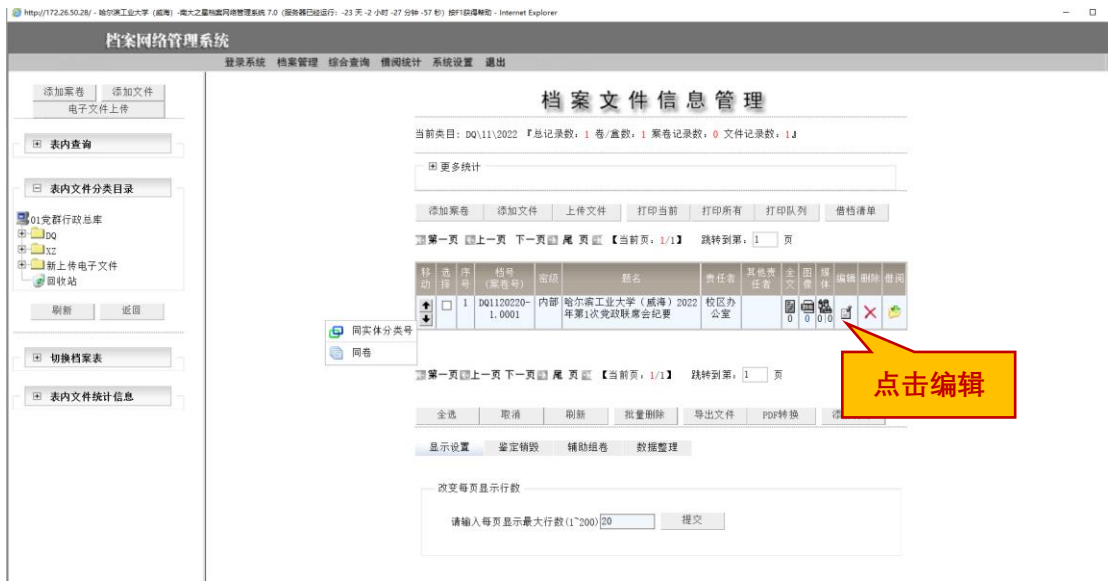 http://172.26.50.28/ - 哈尔滨工业大学（威海）-南大之星档案网络管理系统 7.0（服务器已经运行：-23 天 -2 小时 -27 分钟 -57 秒）按F1获得帮助 - Internet Explorer
档案网络管理系统
登录系统 档案管理 综合查询 借阅统计 系统设置 退出
添加案卷 添加文件
电子文件上传
表内查询
表内文件分类目录
01党群行政总库
DQ
XZ
新上传电子文件
回收站
刷新 返回
切换档案表
表内文件统计信息
档案文件信息管理
当前类目：DQ\11\2022『总记录数：1 卷/盒数：1 案卷记录数：0 文件记录数：1』
更多统计
添加案卷 添加文件 上传文件 打印当前 打印所有 打印队列 借档清单
第一页 上一页 下一页 尾 页 【当前页：1/1】 跳转到第：1 页
移动 选择 序号 档号（案卷号） 密级 题名 责任者 其他责任者 全文 图像 媒体 编辑 删除 借阅
1 DQ1120220-1.0001 内部 哈尔滨工业大学（威海）2022年第1次党政联席会纪要 校区办公室 0 0 0|0
同实体分类号
同卷
点击编辑
第一页 上一页 下一页 尾 页 【当前页：1/1】 跳转到第：1 页
全选 取消 刷新 批量删除 导出文件 PDF转换
显示设置 鉴定销毁 辅助组卷 数据整理
改变每页显示行数
请输入每页显示最大行数(1~200) 20 提交